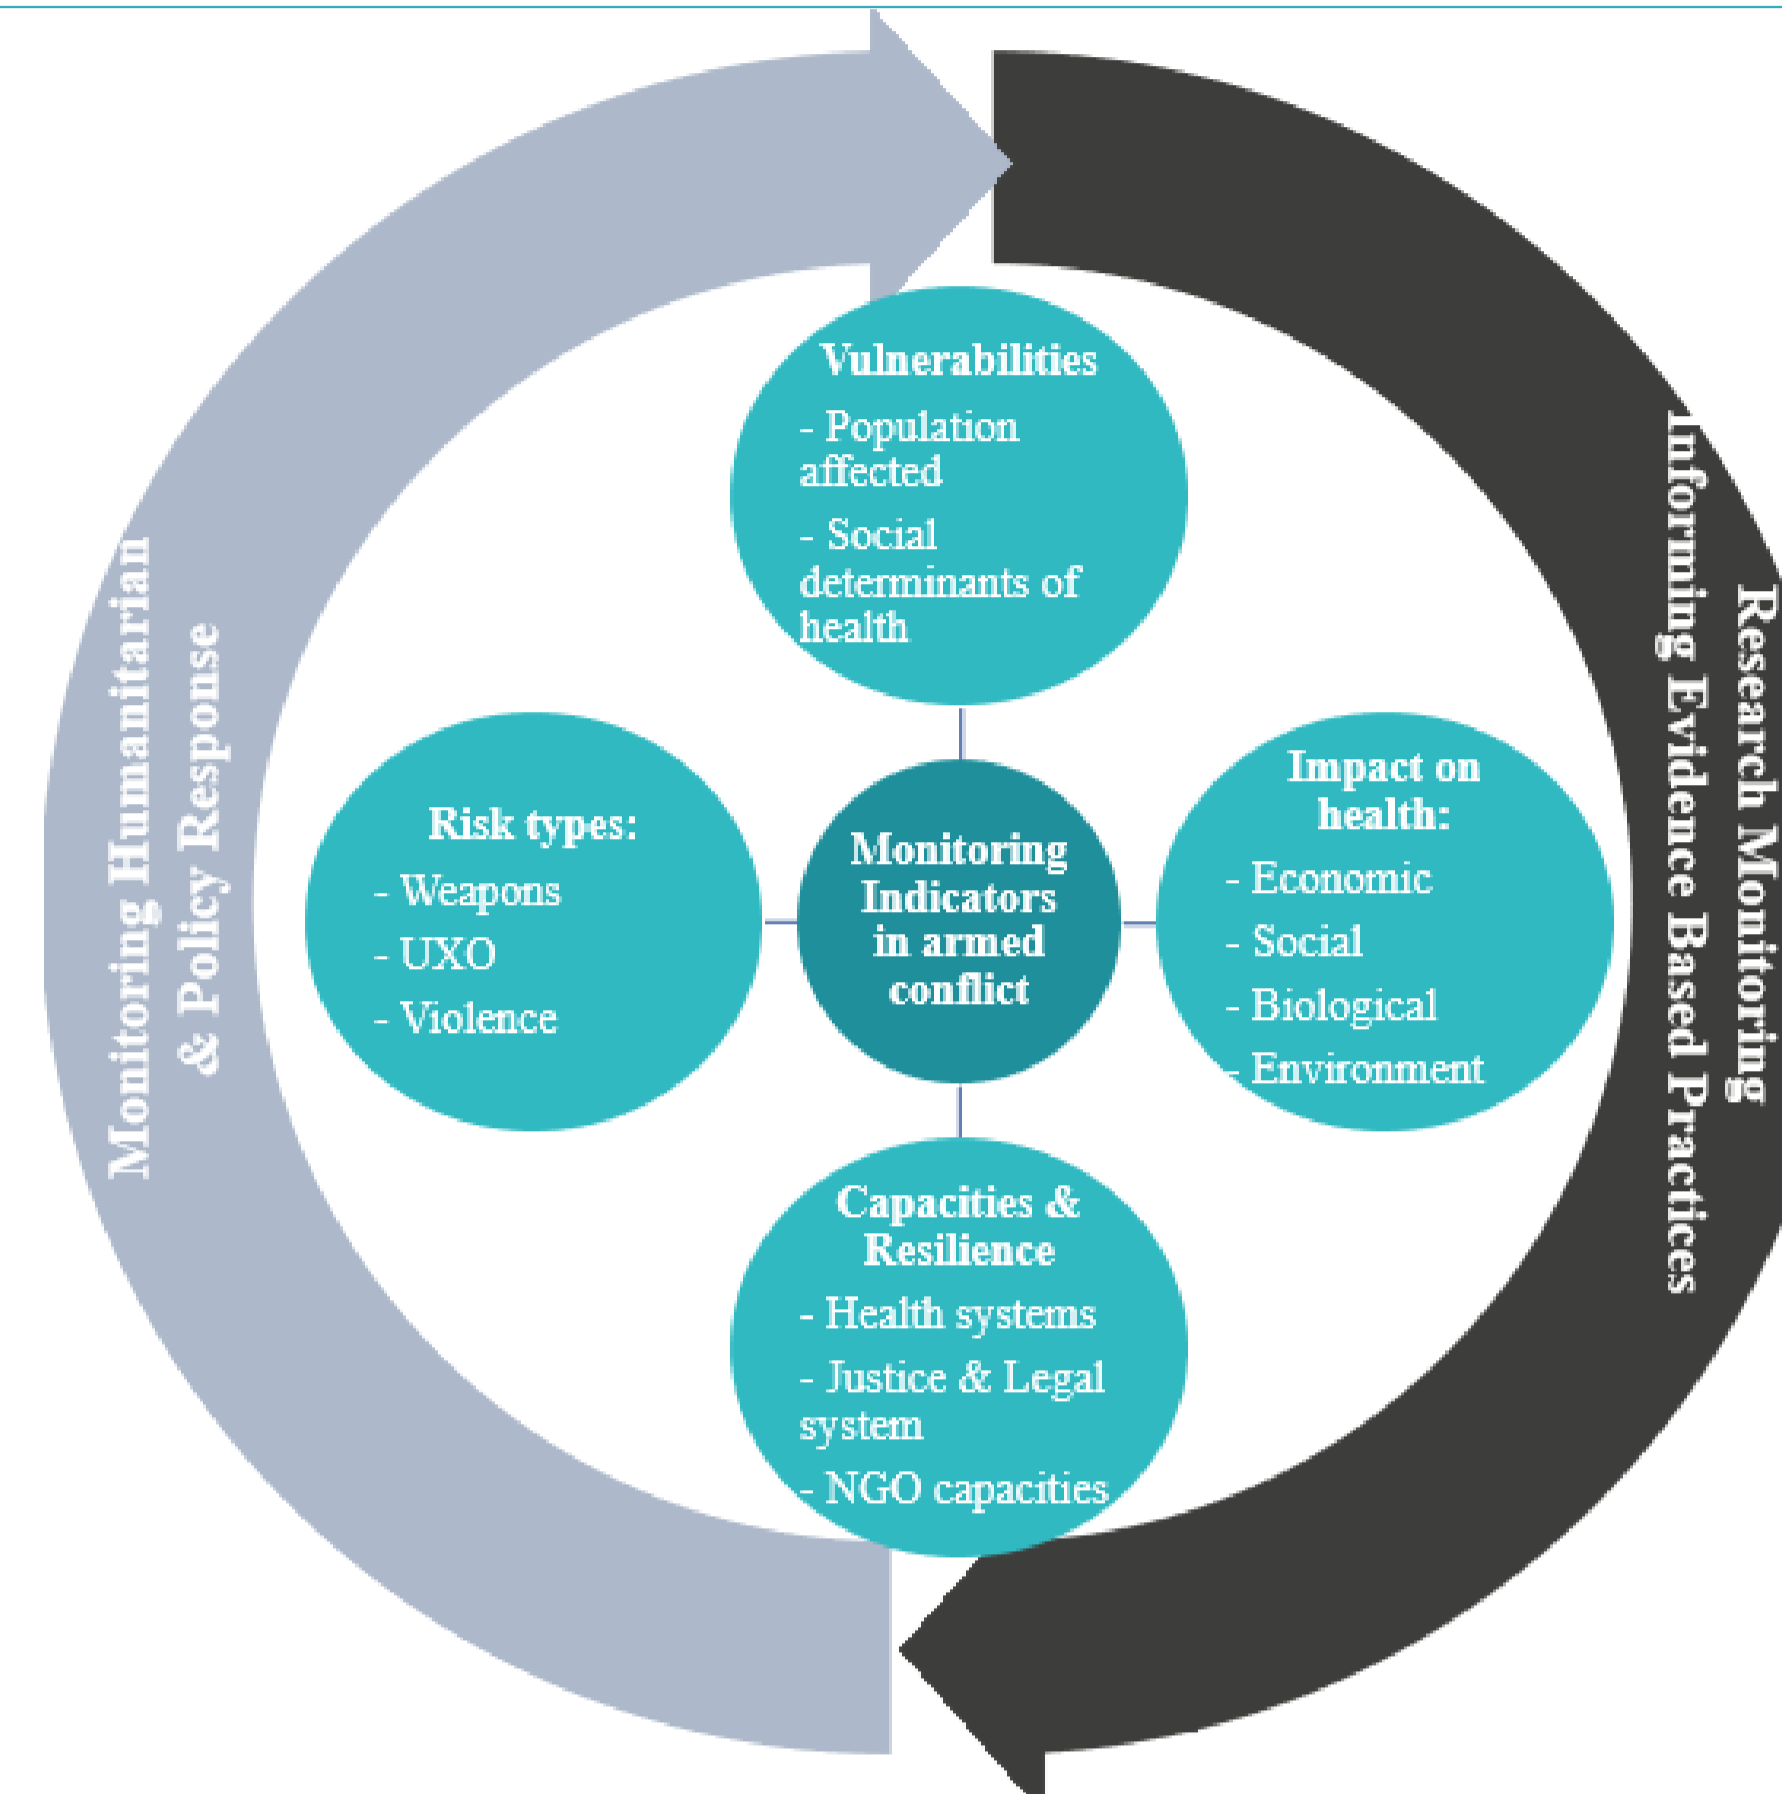 Vulnerabilities
- Population
affected
- Social
determinants of
health
Monitoring Humanitarian
& Policy Response
Risk types:
- Weapons
- UXO
- Violence
Monitoring
Indicators
in armed
conflict
Impact on
health:
- Economic
- Social
- Biological
- Environment
Research Monitoring
Informing Evidence Based Practices
Capacities &
Resilience
- Health systems
- Justice & Legal
system
- NGO capacities